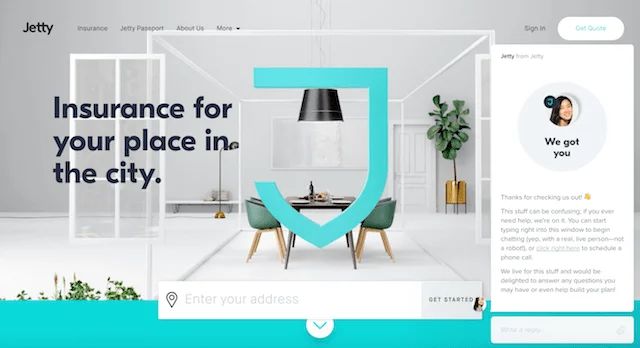 Jetty
Insurance
Jetty Passport
About Us
More
Sign In
Get Quote
Insurance for
your place in
the city.
Jetty from Jetty
We got
you
Thanks for checking us out! 👋
This stuff can be confusing; if you ever
need help, we're on it. You can start
typing right into this window to begin
chatting (yep, with a real, live person—not
a robot!), or click right here to schedule a
phone call.
We live for this stuff and would be
delighted to answer any questions you
may have or even help build your plan!
Enter your address
GET STARTED
Write a reply